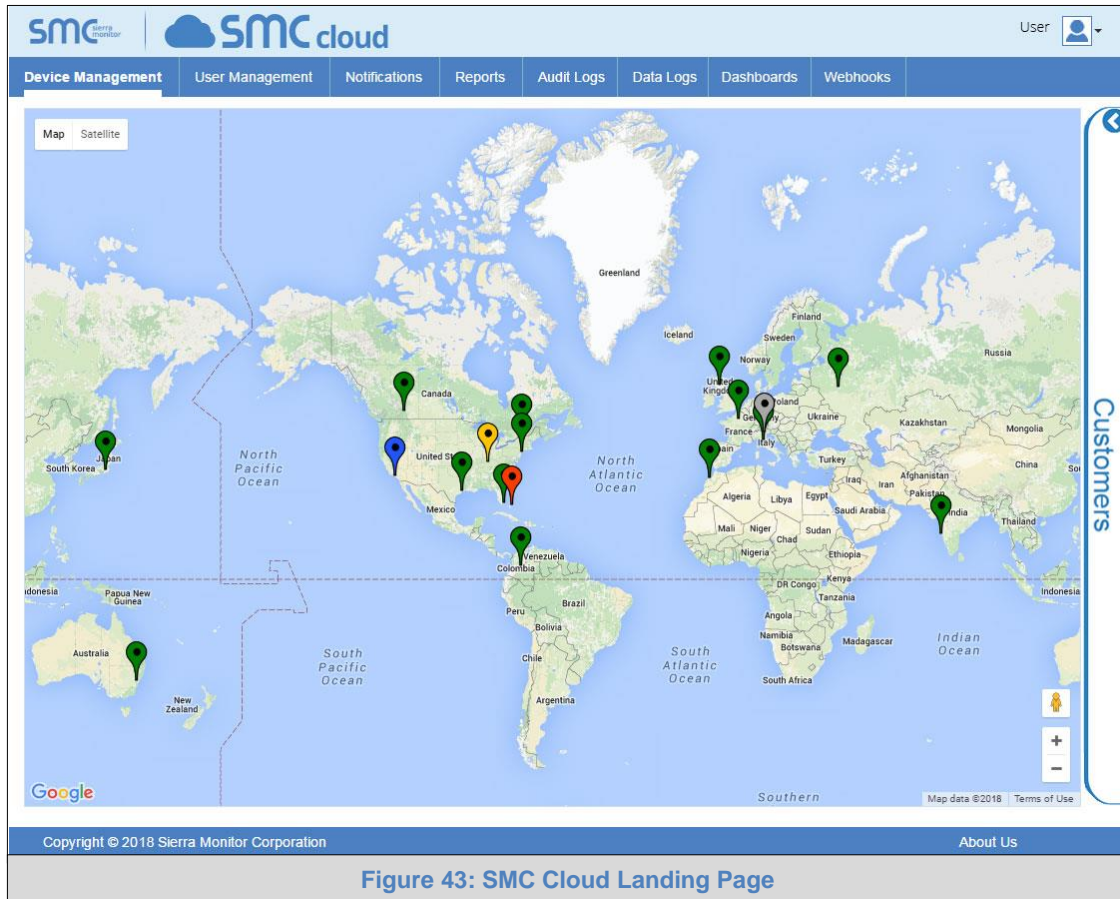 SMC sierra monitor
SMC cloud
User
Device Management
User Management
Notifications
Reports
Audit Logs
Data Logs
Dashboards
Webhooks
Map
Satellite
Greenland
Iceland
Finland
Sweden
Norway
Russia
United Kingdom
Poland
Germany
Ukraine
France
Italy
Spain
Kazakhstan
Mongolia
Turkey
China
Afghanistan
Iraq
Iran
Pakistan
Canada
United St
Mexico
North
Pacific
Ocean
North
Atlantic
Ocean
South Korea
Japan
Algeria
Libya
Egypt
Saudi Arabia
India
Thailand
Mali
Niger
Chad
Sudan
Nigeria
Ethiopia
Venezuela
Colombia
DR Congo
Kenya
Tanzania
Indonesia
ndonesia
Papua New
Guinea
Peru
Brazil
Bolivia
Angola
Namibia
Botswana
Madagascar
Indian
Ocean
Australia
South
Pacific
Ocean
Chile
South
Atlantic
Ocean
South Africa
New
Zealand
Argentina
Customers
+
−
Google
Southern
Map data ©2018
Terms of Use
Copyright © 2018 Sierra Monitor Corporation
About Us
Figure 43: SMC Cloud Landing Page